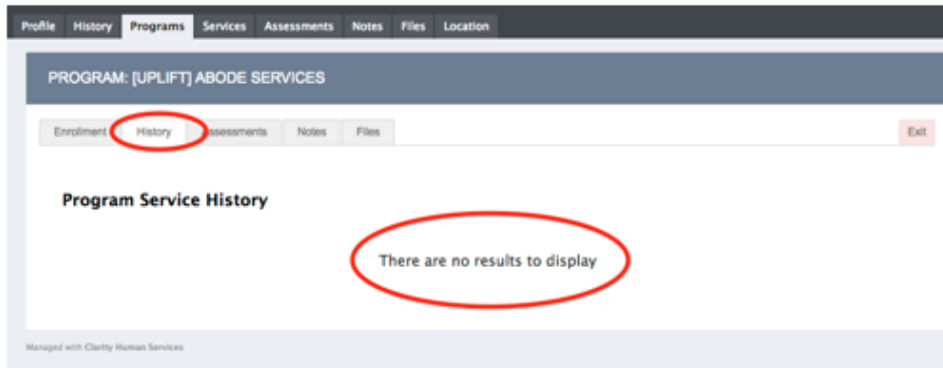 Profile History Programs Services Assessments Notes Files Location
PROGRAM: [UPLIFT] ABODE SERVICES
Enrollment History Assessments Notes Files Exit
Program Service History
There are no results to display
Managed with Clarity Human Services